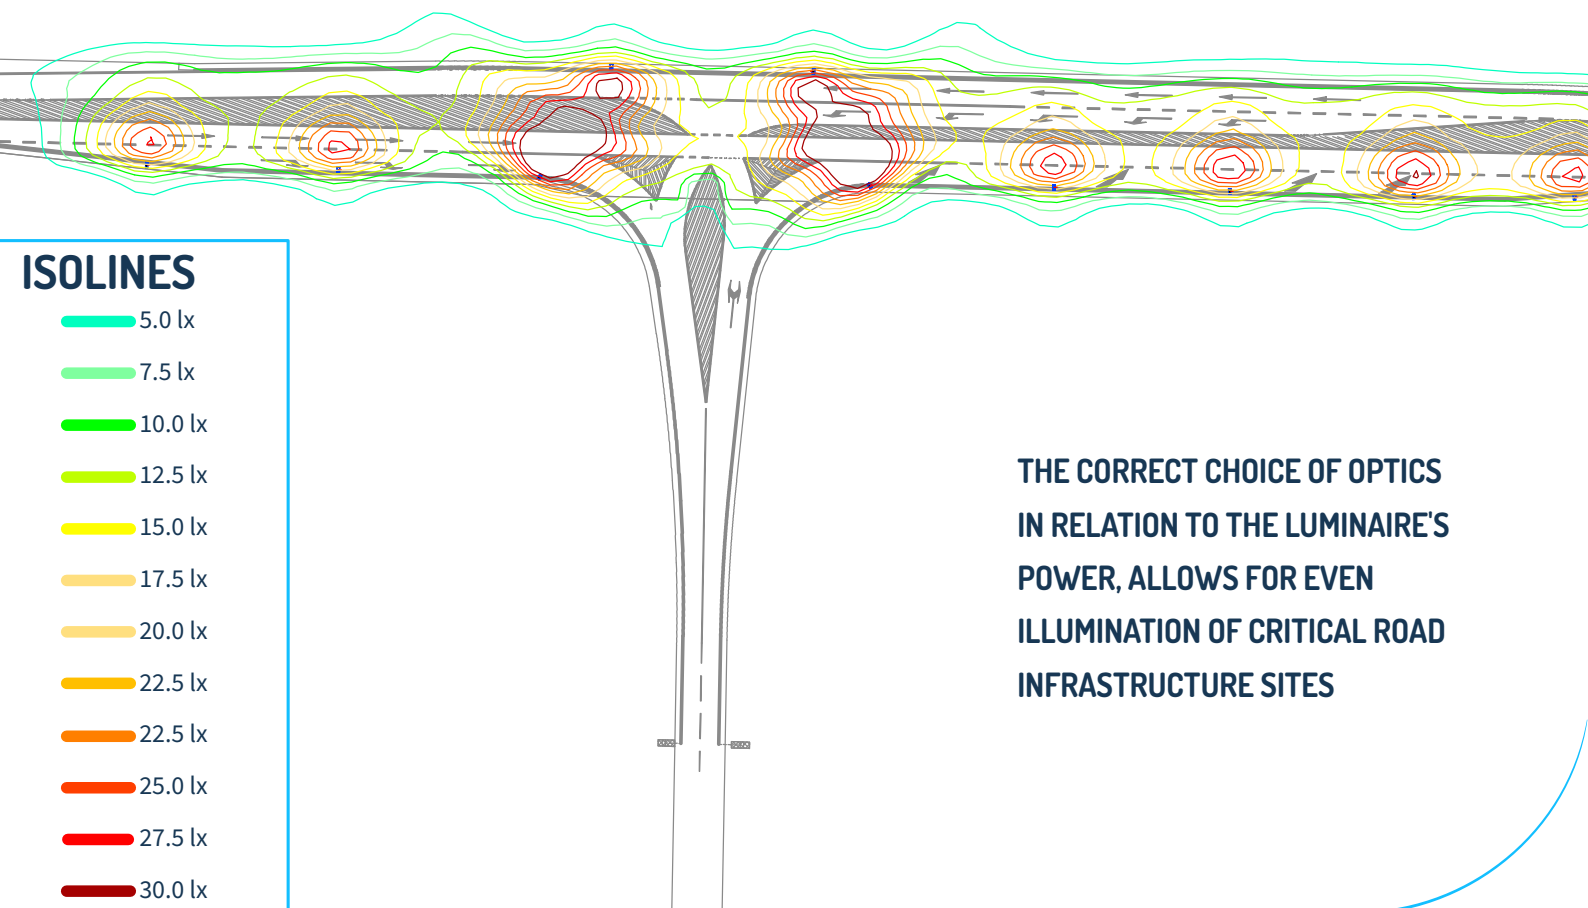 ISOLINES
5.0 lx
7.5 lx
10.0 lx
12.5 lx
15.0 lx
17.5 lx
20.0 lx
22.5 lx
22.5 lx
25.0 lx
27.5 lx
30.0 lx
THE CORRECT CHOICE OF OPTICS
IN RELATION TO THE LUMINAIRE'S
POWER, ALLOWS FOR EVEN
ILLUMINATION OF CRITICAL ROAD
INFRASTRUCTURE SITES